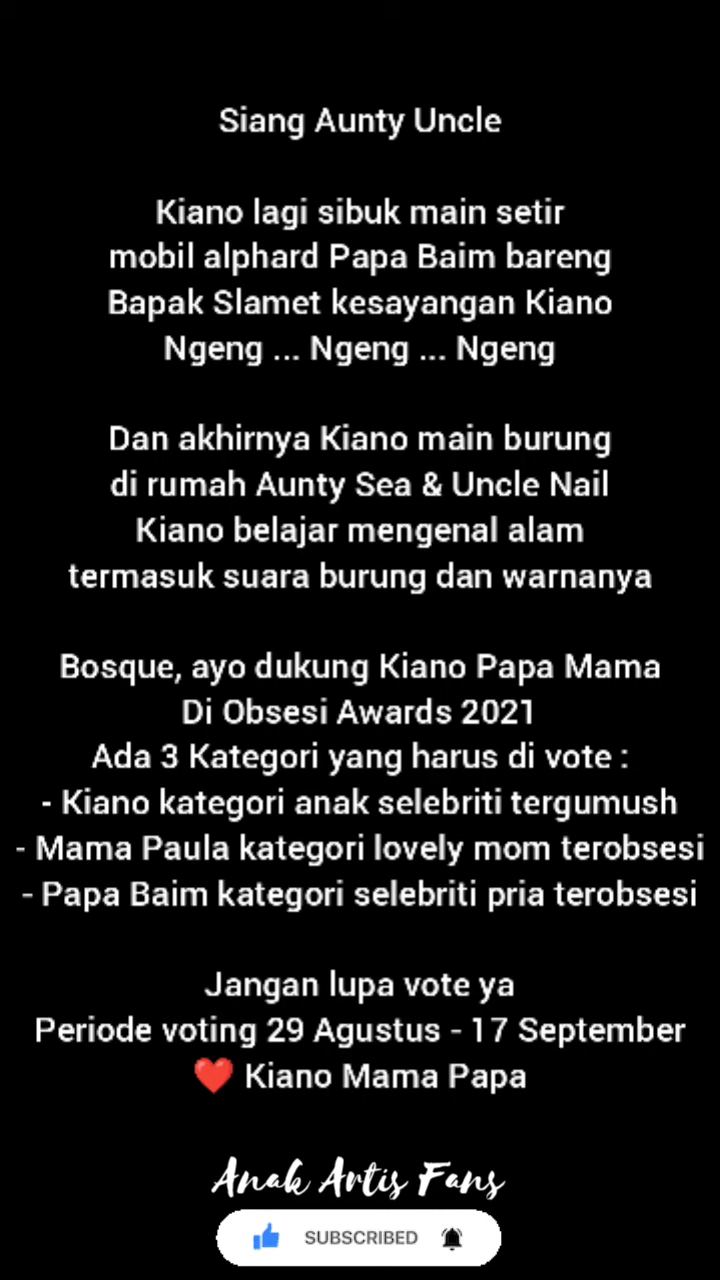 Siang Aunty Uncle
Kiano lagi sibuk main setir
mobil alphard Papa Baim bareng
Bapak Slamet kesayangan Kiano
Ngeng ... Ngeng ... Ngeng
Dan akhirnya Kiano main burung
di rumah Aunty Sea & Uncle Nail
Kiano belajar mengenal alam
termasuk suara burung dan warnanya
Bosque, ayo dukung Kiano Papa Mama
Di Obsesi Awards 2021
Ada 3 Kategori yang harus di vote :
- Kiano kategori anak selebriti tergumush
- Mama Paula kategori lovely mom terobsesi
- Papa Baim kategori selebriti pria terobsesi
Jangan lupa vote ya
Periode voting 29 Agustus - 17 September
❤️ Kiano Mama Papa
Anak Artis Fans
SUBSCRIBED